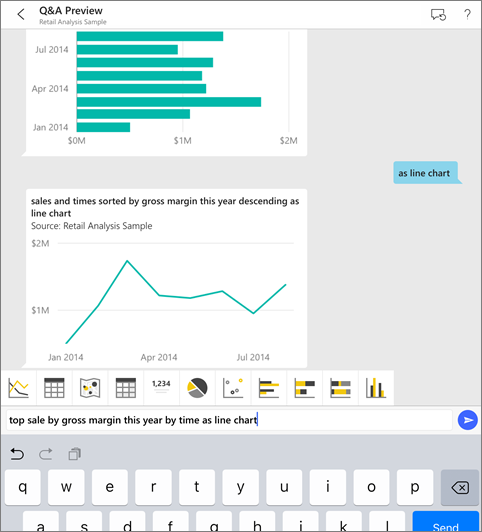 Q&A Preview
Retail Analysis Sample
?
Jul 2014
Apr 2014
Jan 2014
$0M $1M $2M
as line chart
sales and times sorted by gross margin this year descending as
line chart
Source: Retail Analysis Sample
$2M
$1M
Jan 2014 Apr 2014 Jul 2014
1,234
top sale by gross margin this year by time as line chart
q w e r t y u i o p
a s d f g h j k l Send